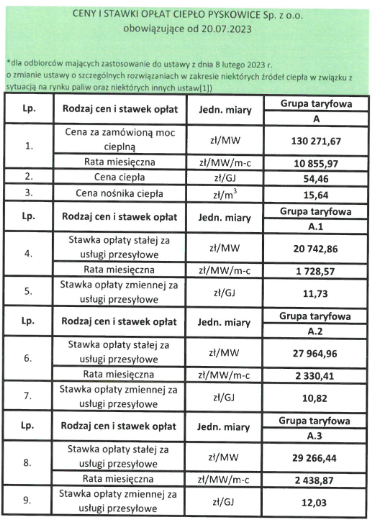 CENY I STAWKI OPŁAT CIEPŁO PYSKOWICE Sp. z o.o.
obowiązujące od 20.07.2023
*dla odbiorców mających zastosowanie do ustawy z dnia 8 lutego 2023 r.
o zmianie ustawy o szczególnych rozwiązaniach w zakresie niektórych źródeł ciepła w związku z
sytuacją na rynku paliw oraz niektórych innych ustaw[1])
Lp. Rodzaj cen i stawek opłat Jedn. miary Grupa taryfowa
A
1. Cena za zamówioną moc
cieplną zł/MW 130 271,67
Rata miesięczna zł/MW/m-c 10 855,97
2. Cena ciepła zł/GJ 54,46
3. Cena nośnika ciepła zł/m³ 15,64
Lp. Rodzaj cen i stawek opłat Jedn. miary Grupa taryfowa
A.1
4. Stawka opłaty stałej za
usługi przesyłowe zł/MW 20 742,86
Rata miesięczna zł/MW/m-c 1 728,57
5. Stawka opłaty zmiennej za
usługi przesyłowe zł/GJ 11,73
Lp. Rodzaj cen i stawek opłat Jedn. miary Grupa taryfowa
A.2
6. Stawka opłaty stałej za
usługi przesyłowe zł/MW 27 964,96
Rata miesięczna zł/MW/m-c 2 330,41
7. Stawka opłaty zmiennej za
usługi przesyłowe zł/GJ 10,82
Lp. Rodzaj cen i stawek opłat Jedn. miary Grupa taryfowa
A.3
8. Stawka opłaty stałej za
usługi przesyłowe zł/MW 29 266,44
Rata miesięczna zł/MW/m-c 2 438,87
9. Stawka opłaty zmiennej za
usługi przesyłowe zł/GJ 12,03